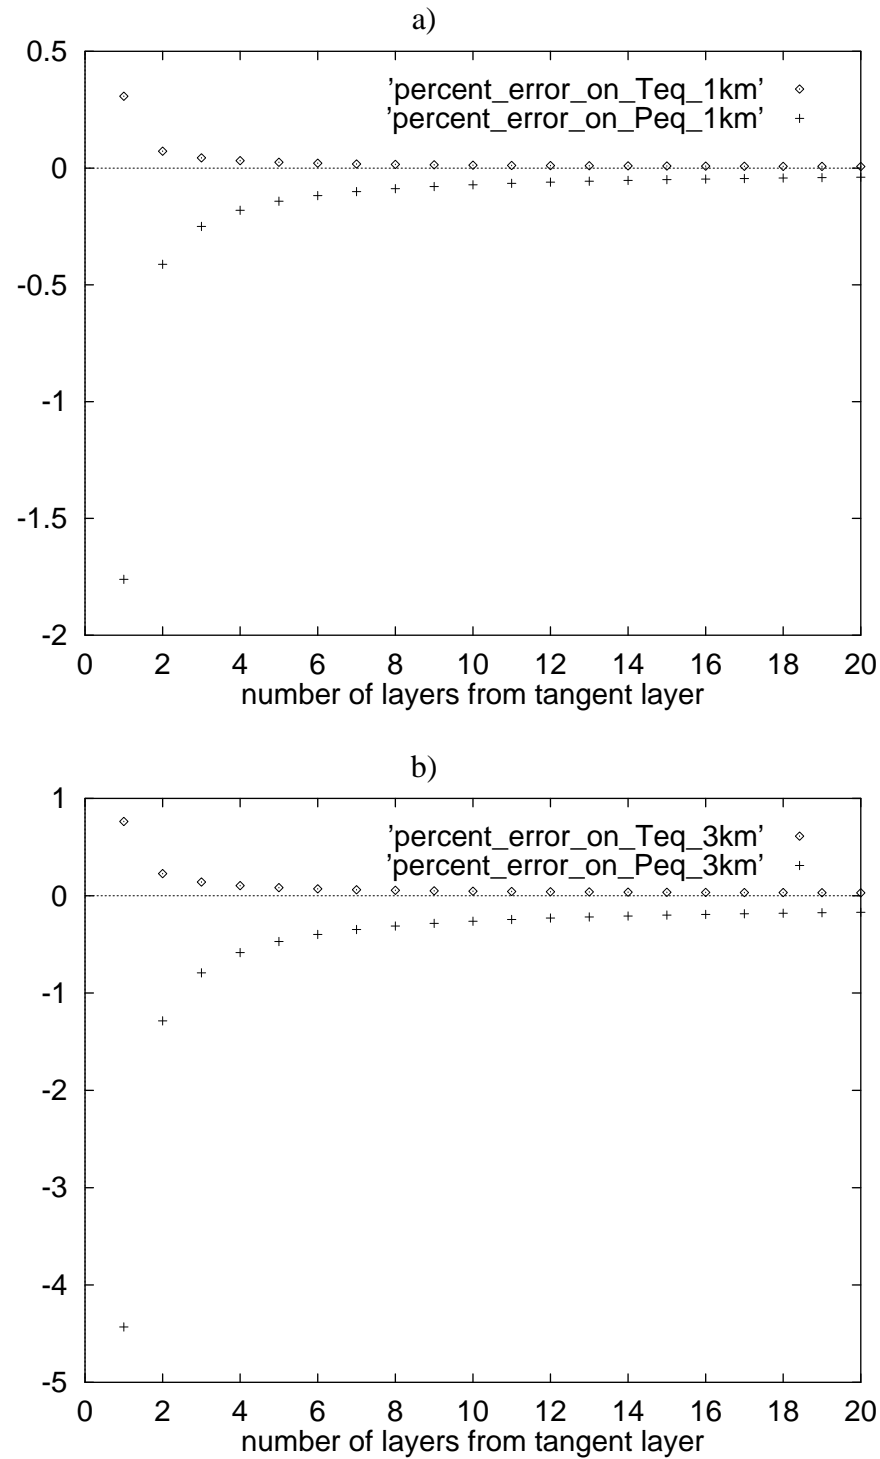 a)
0.5
'percent_error_on_Teq_1km'
'percent_error_on_Peq_1km'
0
-0.5
-1
-1.5
-2
0 2 4 6 8 10 12 14 16 18 20
number of layers from tangent layer
b)
1
'percent_error_on_Teq_3km'
'percent_error_on_Peq_3km'
0
-1
-2
-3
-4
-5
0 2 4 6 8 10 12 14 16 18 20
number of layers from tangent layer